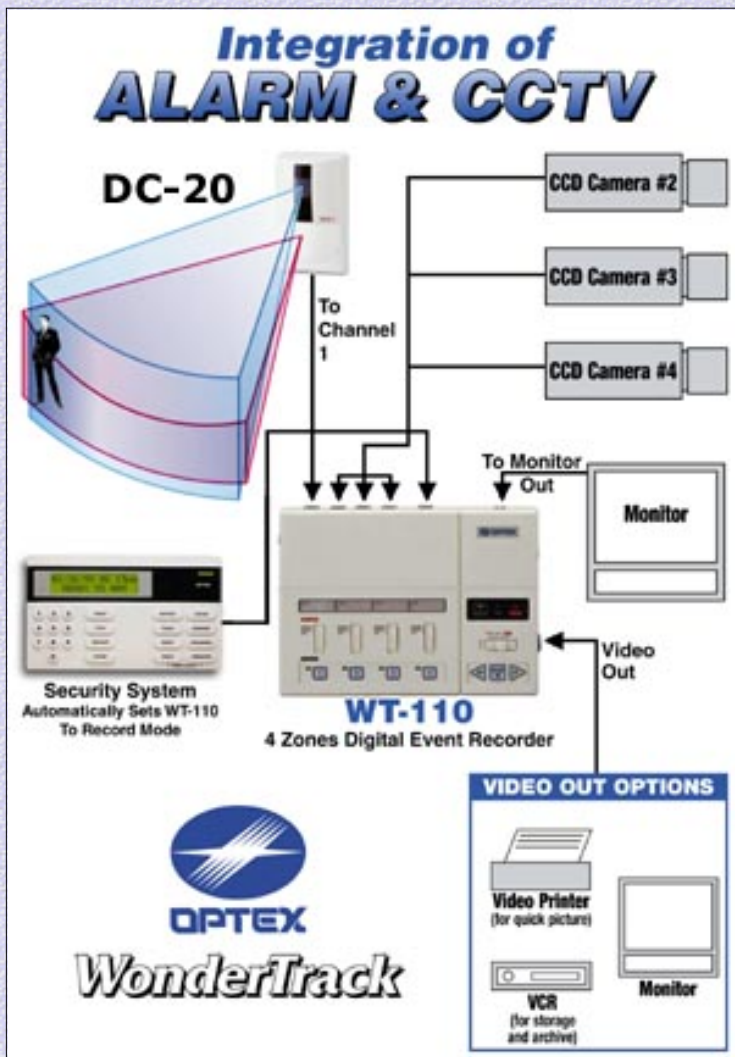 Integration of
ALARM & CCTV
DC-20
CCD Camera #2
CCD Camera #3
CCD Camera #4
To
Channel
1
To Monitor
Out
Monitor
OPTEX
Security System
Automatically Sets WT-110
To Record Mode
WT-110
4 Zones Digital Event Recorder
Video
Out
VIDEO OUT OPTIONS
Video Printer
(for quick picture)
VCR
(for storage
and archive)
Monitor
OPTEX
WonderTrack